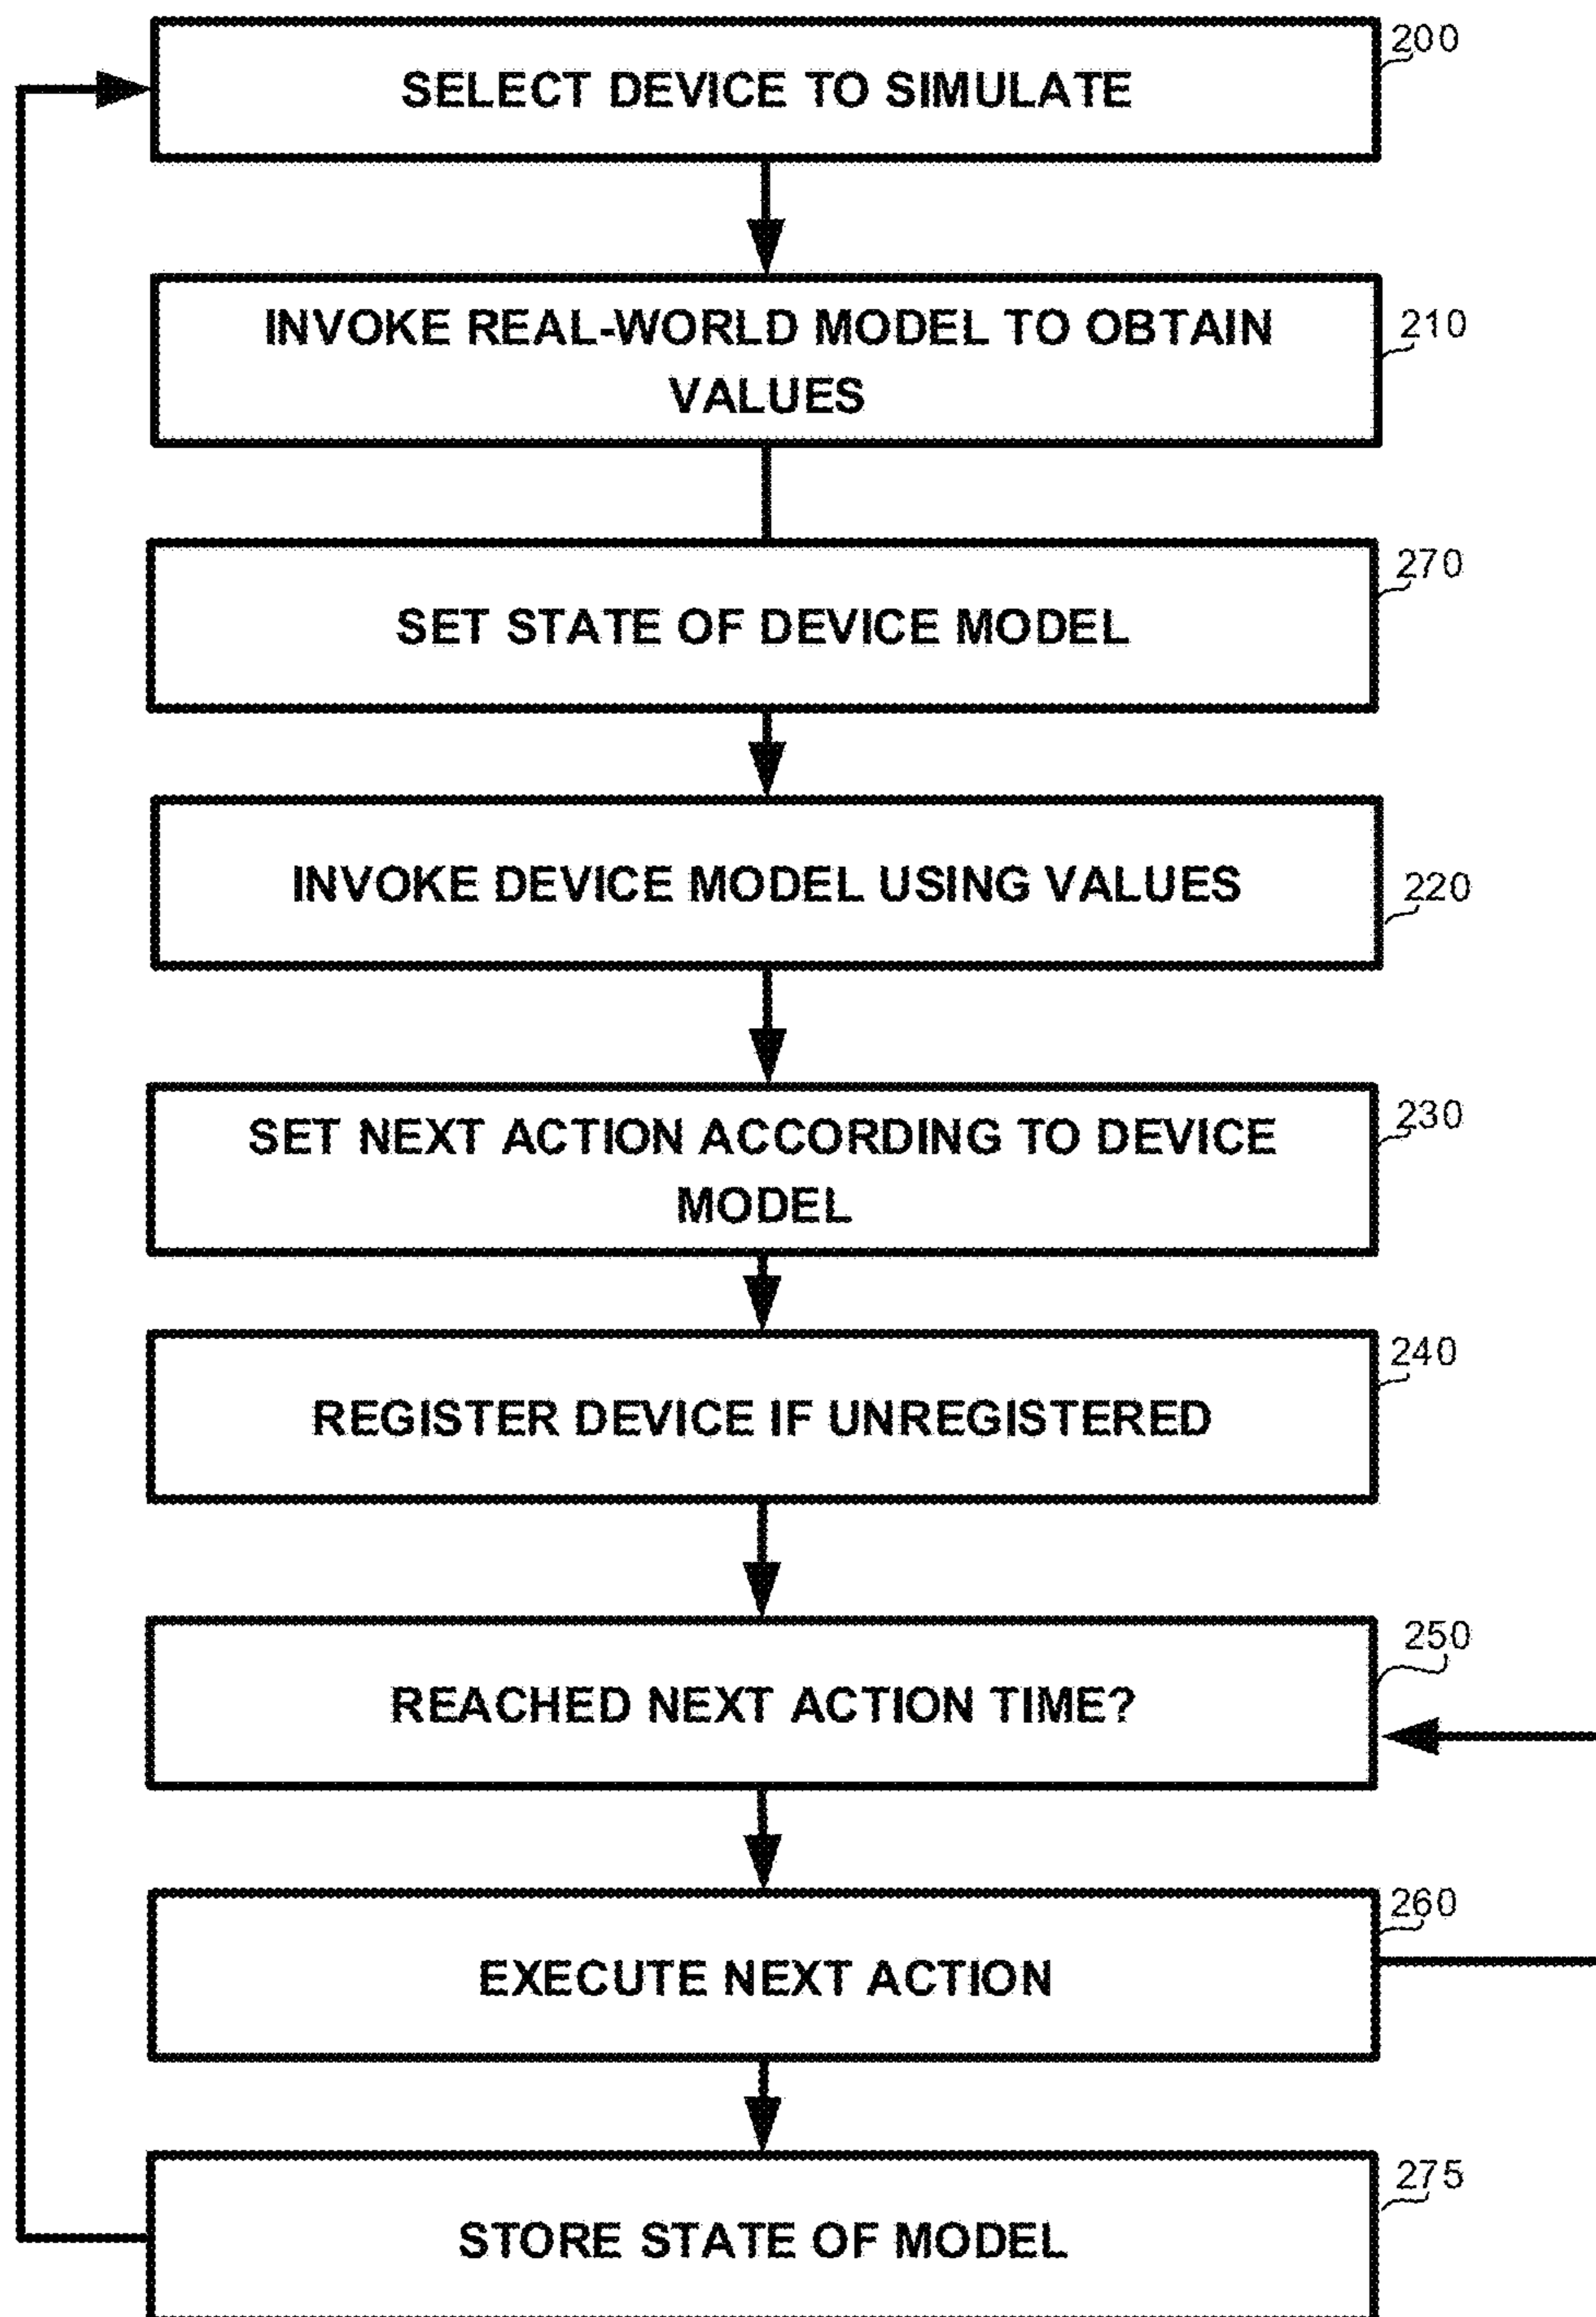 200
SELECT DEVICE TO SIMULATE
210
INVOKE REAL-WORLD MODEL TO OBTAIN
VALUES
270
SET STATE OF DEVICE MODEL
INVOKE DEVICE MODEL USING VALUES
220
230
SET NEXT ACTION ACCORDING TO DEVICE
MODEL
240
REGISTER DEVICE IF UNREGISTERED
250
REACHED NEXT ACTION TIME?
260
EXECUTE NEXT ACTION
275
STORE STATE OF MODEL